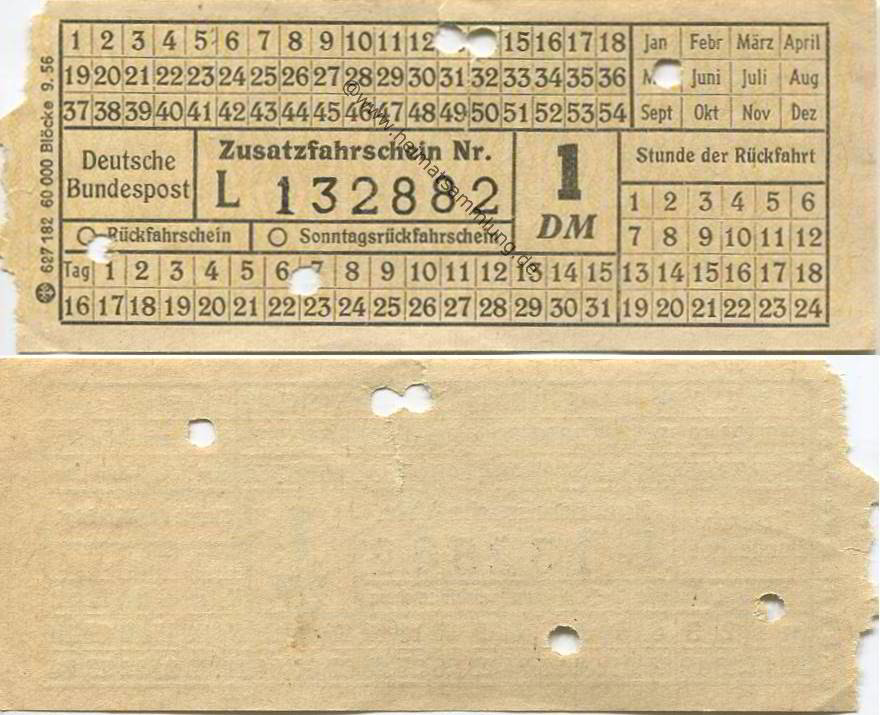 1 2 3 4 5 6 7 8 9 10 11 12 15 16 17 18
19 20 21 22 23 24 25 26 27 28 29 30 31 32 33 34 35 36
37 38 39 40 41 42 43 44 45 46 47 48 49 50 51 52 53 54
Jan Febr März April
Juni Juli Aug
Sept Okt Nov Dez
Deutsche
Bundespost
Zusatzfahrschein Nr.
L 132882
1
DM
Rückfahrschein
Sonntagsrückfahrschein
Stunde der Rückfahrt
1 2 3 4 5 6
7 8 9 10 11 12
13 14 15 16 17 18
19 20 21 22 23 24
Tag 1 2 3 4 5 6 7 8 9 10 11 12 13 14 15
16 17 18 19 20 21 22 23 24 25 26 27 28 29 30 31
627 182 60 000 Blöcke 9. 56
@www.heimatsammlung.de